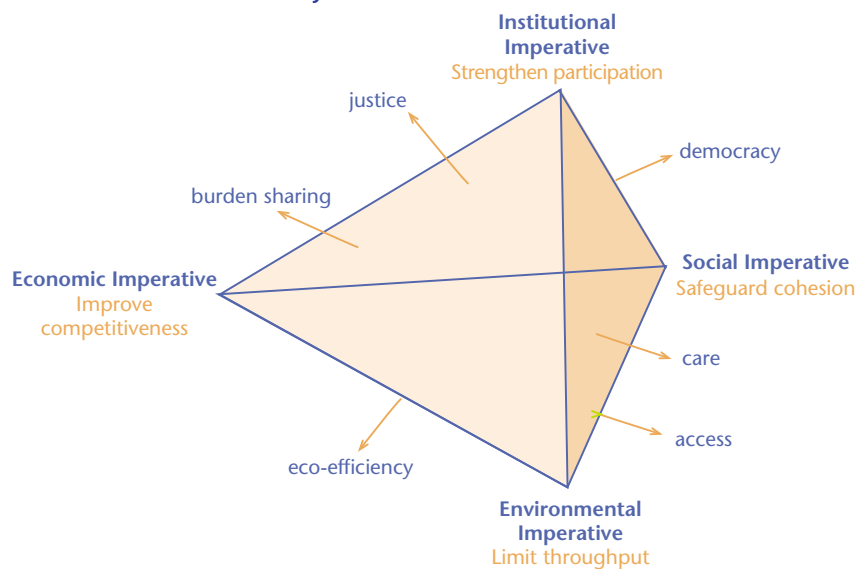 Institutional
Imperative
Strengthen participation
justice
democracy
burden sharing
Economic Imperative
Improve
competitiveness
Social Imperative
Safeguard cohesion
care
access
eco-efficiency
Environmental
Imperative
Limit throughput